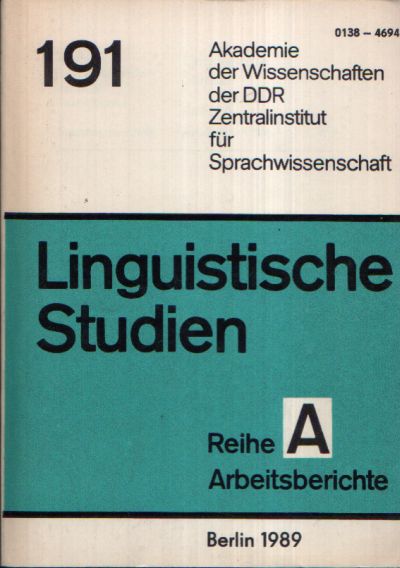 0138 – 4694
191
Akademie
der Wissenschaften
der DDR
Zentralinstitut
für
Sprachwissenschaft
Linguistische
Studien
Reihe A
Arbeitsberichte
Berlin 1989